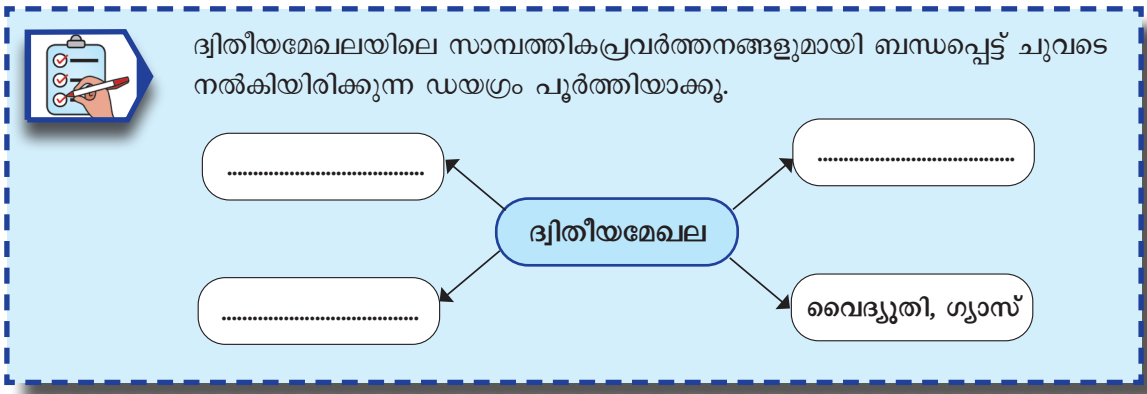 ദ്വിതീയമേഖലയിലെ സാമ്പത്തികപ്രവർത്തനങ്ങളുമായി ബന്ധപ്പെട്ട് ചുവടെ
നൽകിയിരിക്കുന്ന ഡയഗ്രം പൂർത്തിയാക്കൂ.
......................................
......................................
ദ്വിതീയമേഖല
......................................
വൈദ്യുതി, ഗ്യാസ്